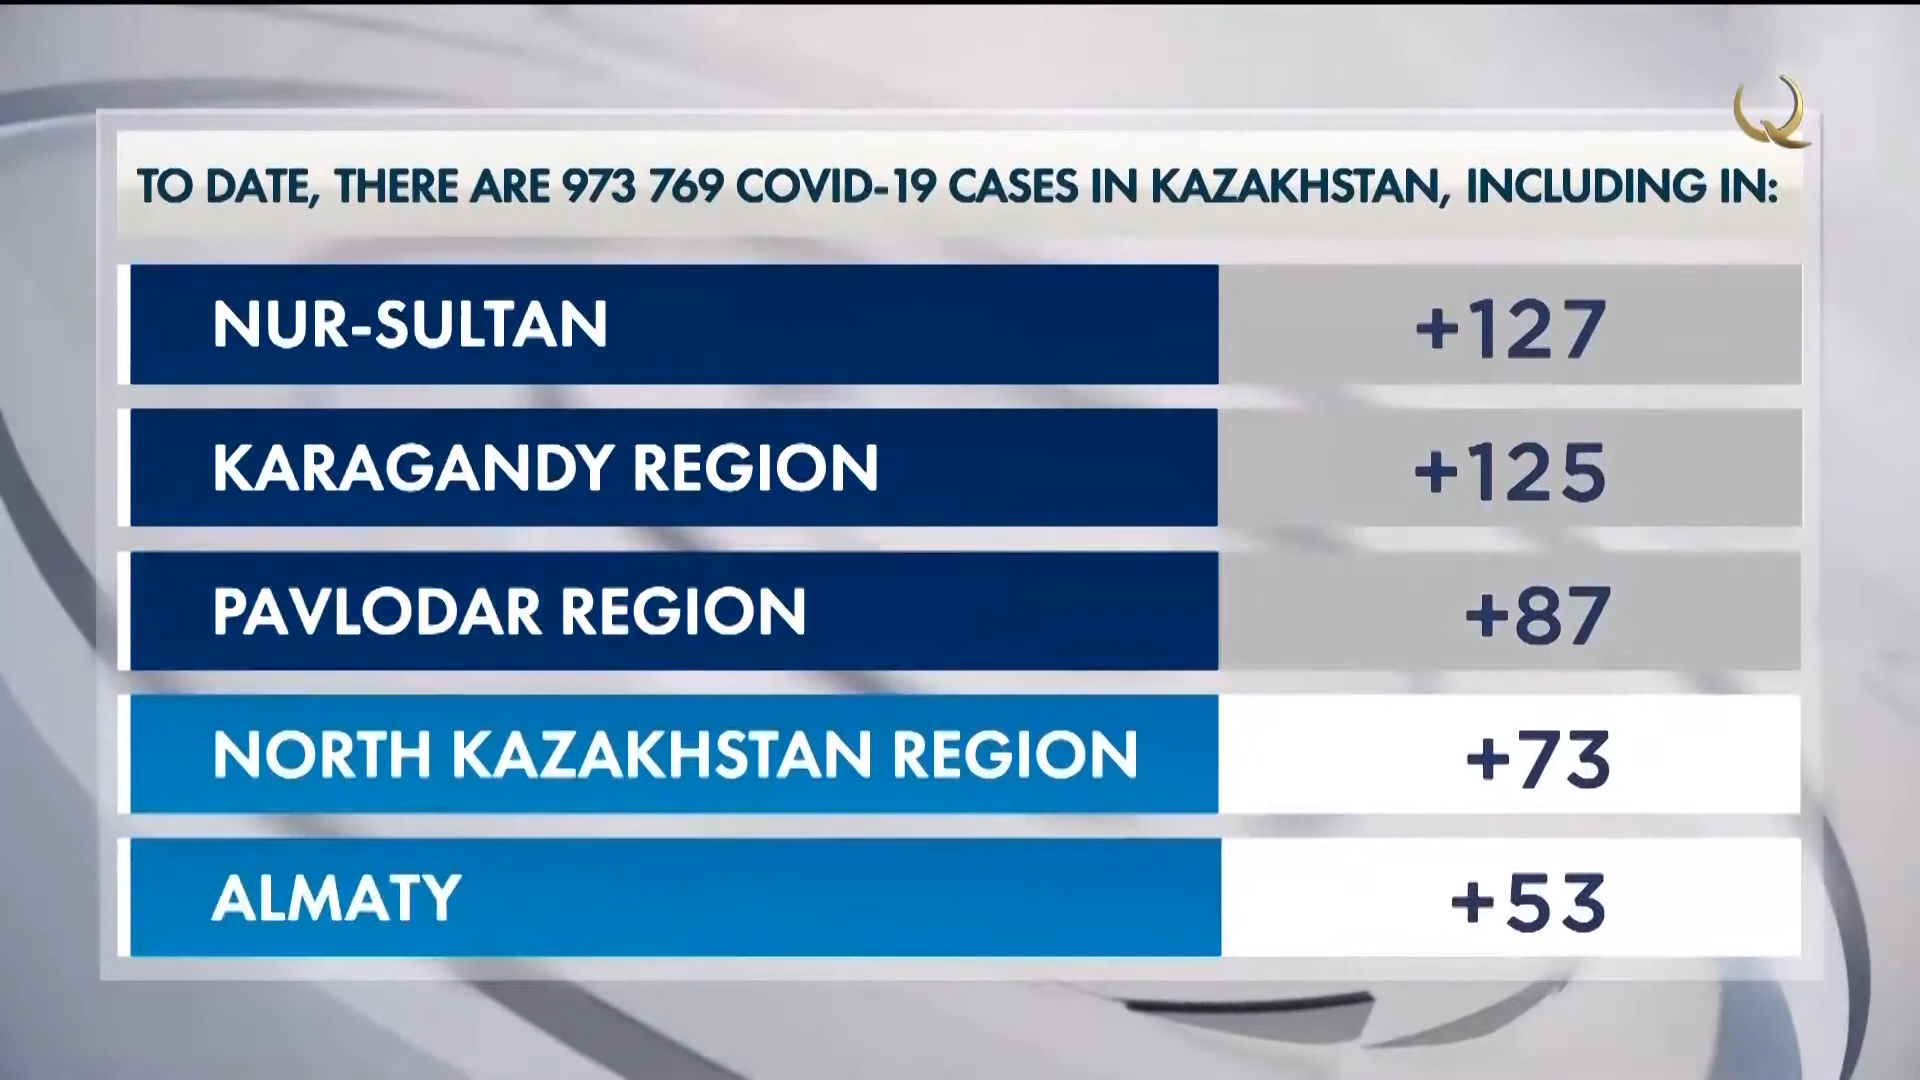 TO DATE, THERE ARE 973 769 COVID-19 CASES IN KAZAKHSTAN, INCLUDING IN:
NUR-SULTAN +127
KARAGANDY REGION +125
PAVLODAR REGION +87
NORTH KAZAKHSTAN REGION +73
ALMATY +53